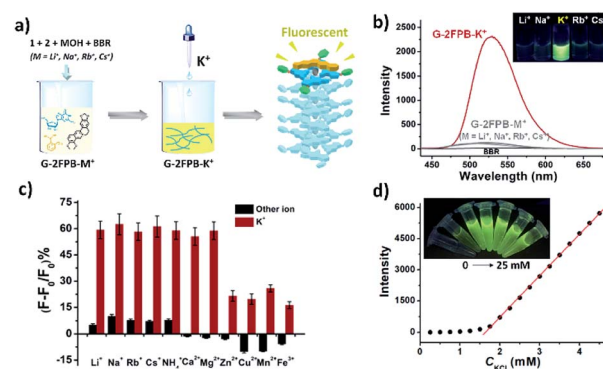 a)
1 + 2 + MOH + BBR
(M = Li⁺, Na⁺, Rb⁺, Cs⁺)
K⁺
Fluorescent
G-2FPB-M⁺
G-2FPB-K⁺
b)
Li⁺ Na⁺ K⁺ Rb⁺ Cs⁺
G-2FPB-K⁺
G-2FPB-M⁺
(M = Li⁺, Na⁺, Rb⁺, Cs⁺)
BBR
Intensity
2500
2000
1500
1000
500
0
450 500 550 600 650
Wavelength (nm)
c)
Other ion
K⁺
(F-F₀/F₀)%
75
60
45
30
15
0
-15
Li⁺ Na⁺ Rb⁺ Cs⁺ NH₄⁺ Ca²⁺ Mg²⁺ Zn²⁺ Cu²⁺ Mn²⁺ Fe³⁺
d)
0 → 25 mM
Intensity
6000
4500
3000
1500
0
0 1 2 3 4
C_KCl (mM)